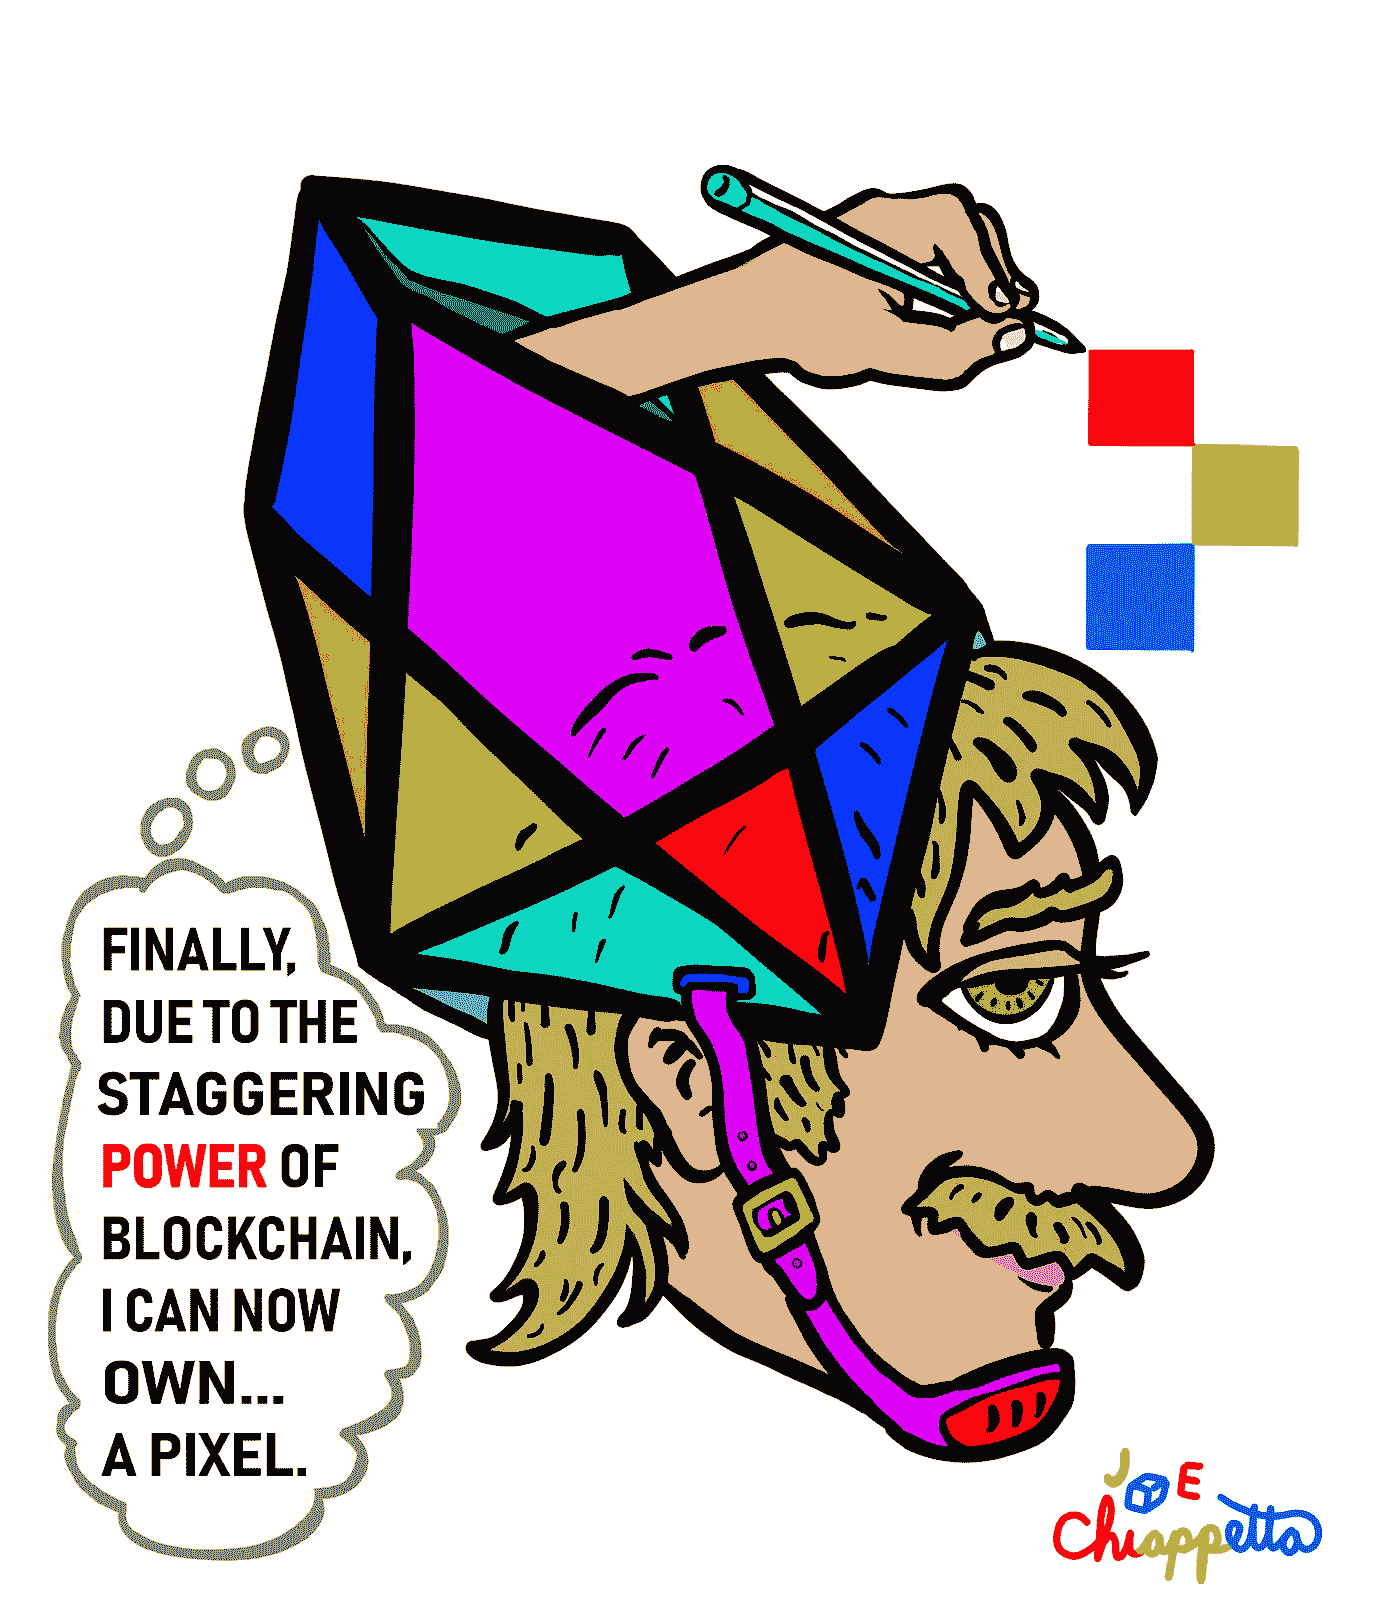 FINALLY,
DUE TO THE
STAGGERING
POWER OF
BLOCKCHAIN,
I CAN NOW
OWN...
A PIXEL.
JOE
Chiappetta